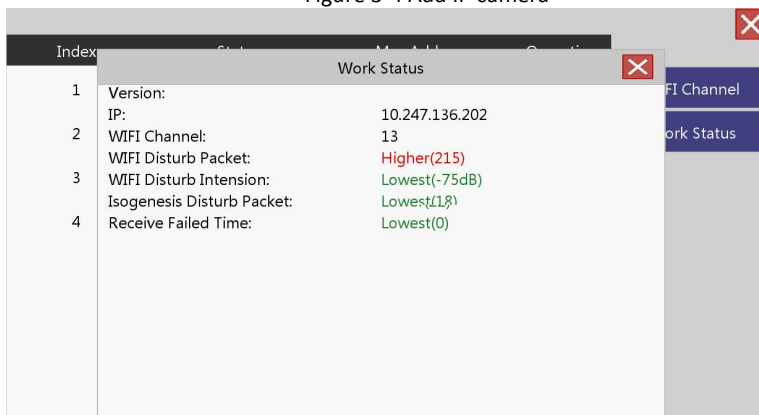 Index
Work Status
1 Version:
IP: 10.247.136.202
2 WIFI Channel: 13
WIFI Disturb Packet: Higher(215)
3 WIFI Disturb Intension: Lowest(-75dB)
Isogenesis Disturb Packet: Lowest(18)
4 Receive Failed Time: Lowest(0)
FI Channel
ork Status